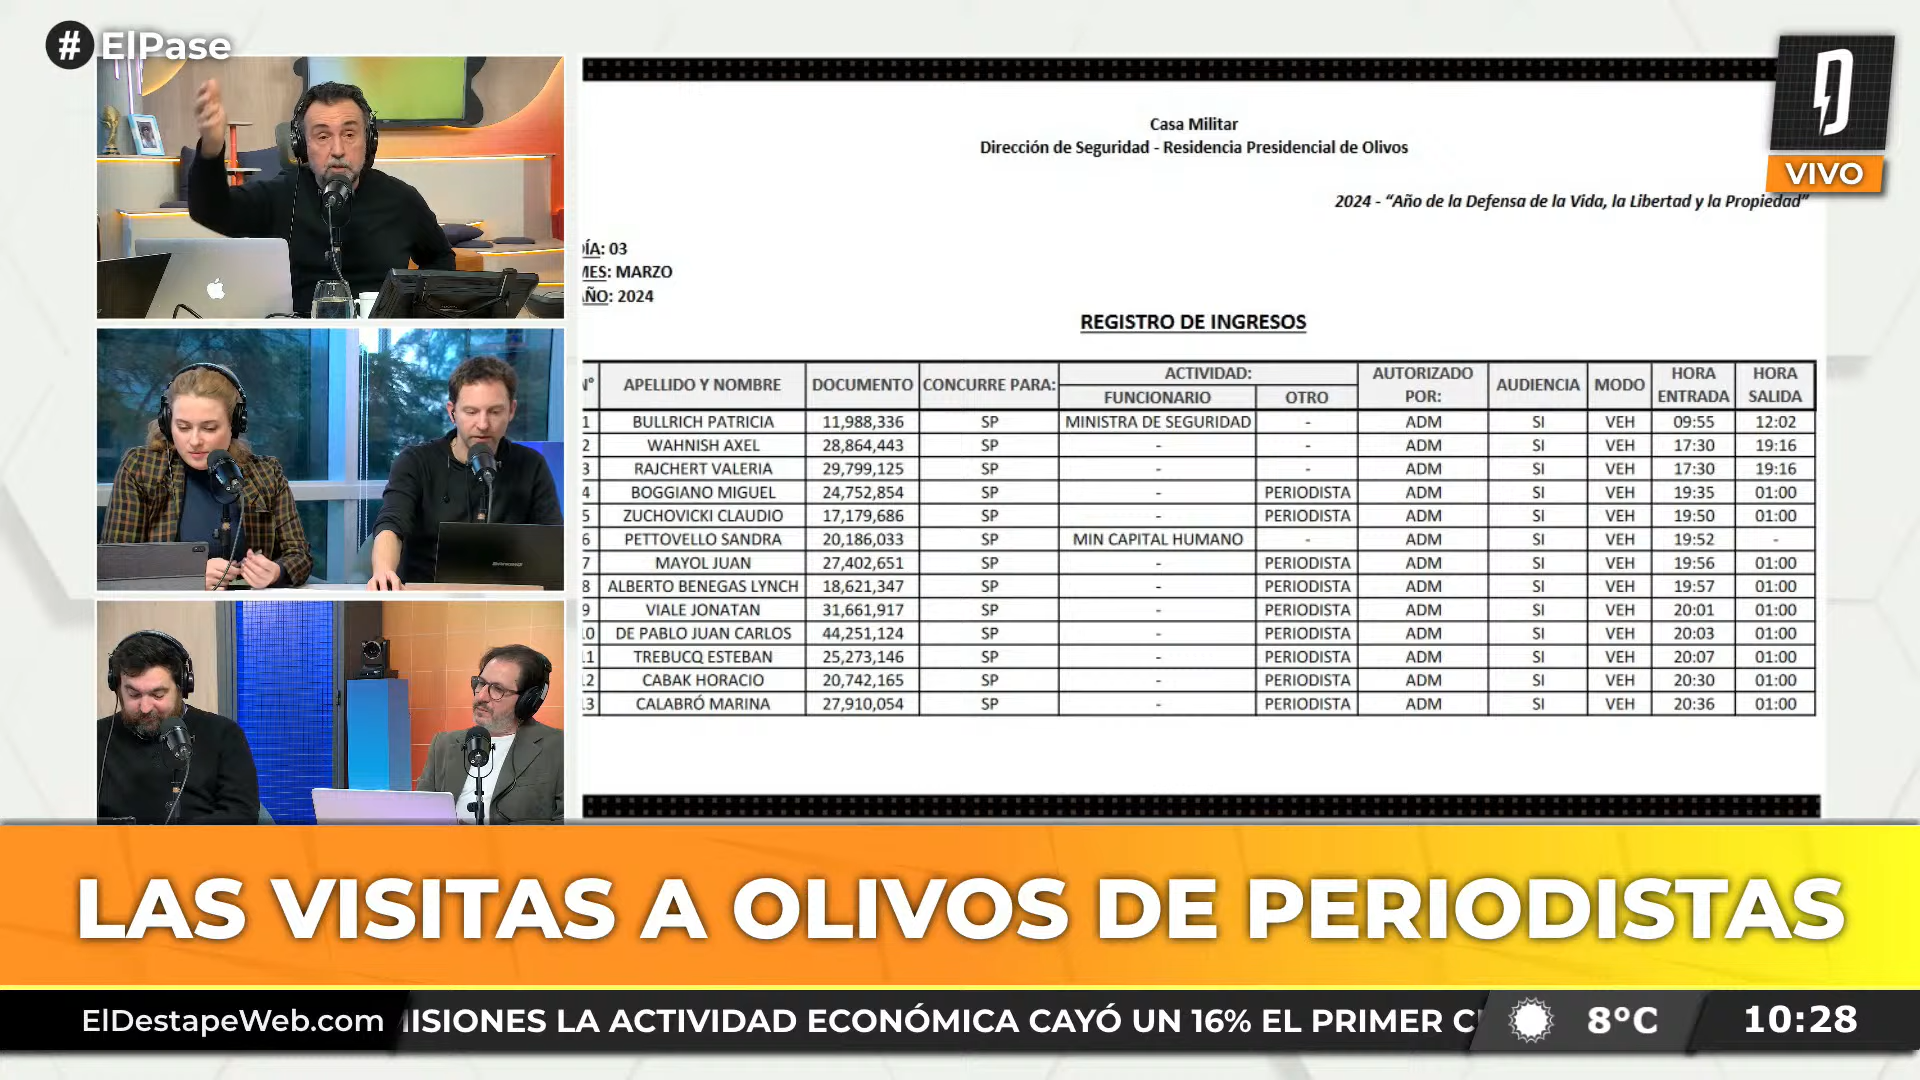 # ElPase
VIVO
Casa Militar
Dirección de Seguridad - Residencia Presidencial de Olivos
2024 - “Año de la Defensa de la Vida, la Libertad y la Propiedad”
ÍA: 03
MES: MARZO
AÑO: 2024
REGISTRO DE INGRESOS
N° APELLIDO Y NOMBRE DOCUMENTO CONCURRE PARA: ACTIVIDAD: FUNCIONARIO OTRO AUTORIZADO POR: AUDIENCIA MODO HORA ENTRADA HORA SALIDA
1 BULLRICH PATRICIA 11,988,336 SP MINISTRA DE SEGURIDAD - ADM SI VEH 09:55 12:02
2 WAHNISH AXEL 28,864,443 SP - - ADM SI VEH 17:30 19:16
3 RAJCHERT VALERIA 29,799,125 SP - - ADM SI VEH 17:30 19:16
4 BOGGIANO MIGUEL 24,752,854 SP - PERIODISTA ADM SI VEH 19:35 01:00
5 ZUCHOVICKI CLAUDIO 17,179,686 SP - PERIODISTA ADM SI VEH 19:50 01:00
6 PETTOVELLO SANDRA 20,186,033 SP MIN CAPITAL HUMANO - ADM SI VEH 19:52 -
7 MAYOL JUAN 27,402,651 SP - PERIODISTA ADM SI VEH 19:56 01:00
8 ALBERTO BENEGAS LYNCH 18,621,347 SP - PERIODISTA ADM SI VEH 19:57 01:00
9 VIALE JONATAN 31,661,917 SP - PERIODISTA ADM SI VEH 20:01 01:00
10 DE PABLO JUAN CARLOS 44,251,124 SP - PERIODISTA ADM SI VEH 20:03 01:00
11 TREBUCQ ESTEBAN 25,273,146 SP - PERIODISTA ADM SI VEH 20:07 01:00
12 CABAK HORACIO 20,742,165 SP - PERIODISTA ADM SI VEH 20:30 01:00
13 CALABRÓ MARINA 27,910,054 SP - PERIODISTA ADM SI VEH 20:36 01:00
LAS VISITAS A OLIVOS DE PERIODISTAS
ElDestapeWeb.com ISIONES LA ACTIVIDAD ECONÓMICA CAYÓ UN 16% EL PRIMER C 8°C 10:28